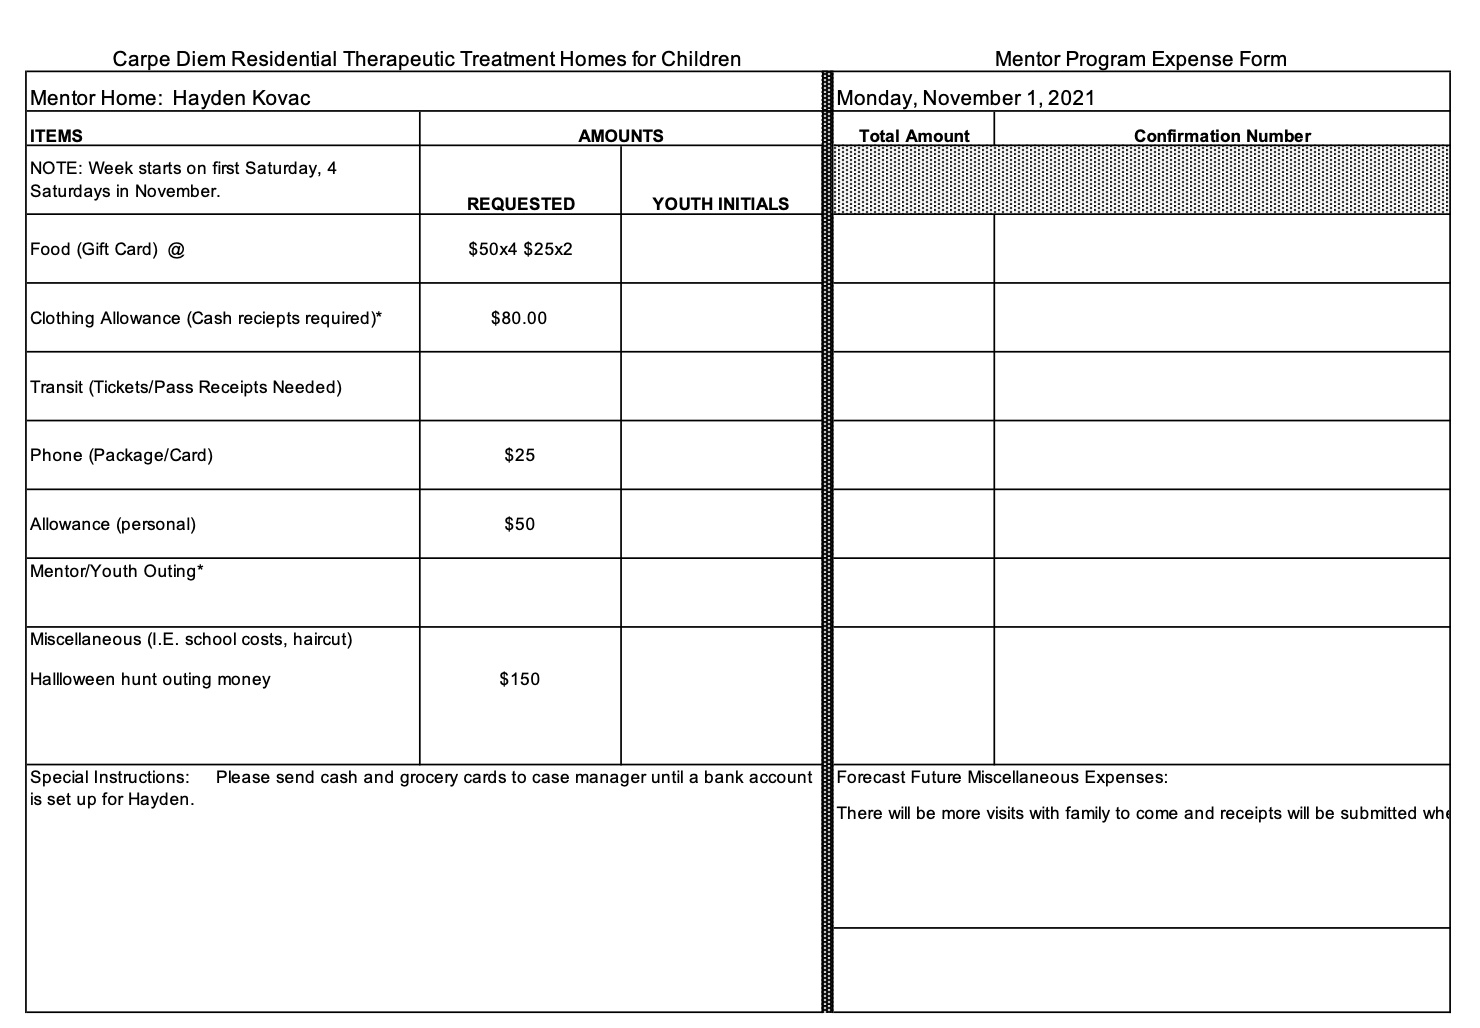 Carpe Diem Residential Therapeutic Treatment Homes for Children
Mentor Program Expense Form
Mentor Home: Hayden Kovac
Monday, November 1, 2021
ITEMS
AMOUNTS
Total Amount
Confirmation Number
NOTE: Week starts on first Saturday, 4
Saturdays in November.
REQUESTED
YOUTH INITIALS
Food (Gift Card) @
$50x4 $25x2
Clothing Allowance (Cash reciepts required)*
$80.00
Transit (Tickets/Pass Receipts Needed)
Phone (Package/Card)
$25
Allowance (personal)
$50
Mentor/Youth Outing*
Miscellaneous (I.E. school costs, haircut)
Hallloween hunt outing money
$150
Special Instructions: Please send cash and grocery cards to case manager until a bank account
is set up for Hayden.
Forecast Future Miscellaneous Expenses:
There will be more visits with family to come and receipts will be submitted